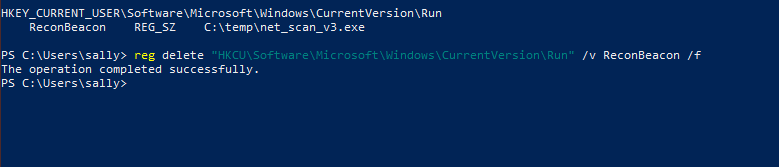 HKEY_CURRENT_USER\Software\Microsoft\Windows\CurrentVersion\Run
    ReconBeacon    REG_SZ    C:\temp\net_scan_v3.exe
PS C:\Users\sally> reg delete "HKCU\Software\Microsoft\Windows\CurrentVersion\Run" /v ReconBeacon /f
The operation completed successfully.
PS C:\Users\sally>